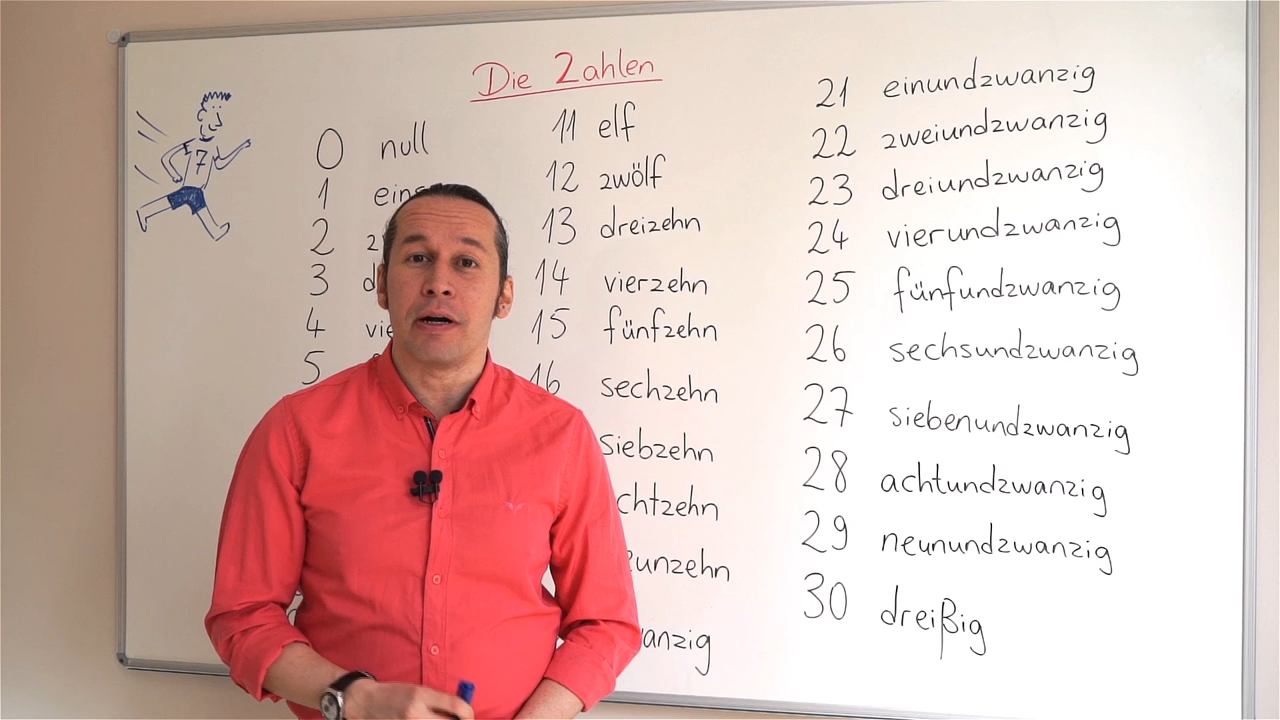 Die Zahlen
7
0 null
1
2
3
4
5
11 elf
12 zwölf
13 dreizehn
14 vierzehn
15 fünfzehn
16 sechzehn
siebzehn
21 einundzwanzig
22 zweiundzwanzig
23 dreiundzwanzig
24 vierundzwanzig
25 fünfundzwanzig
26 sechsundzwanzig
27 siebenundzwanzig
28 achtundzwanzig
29 neunundzwanzig
30 dreißig